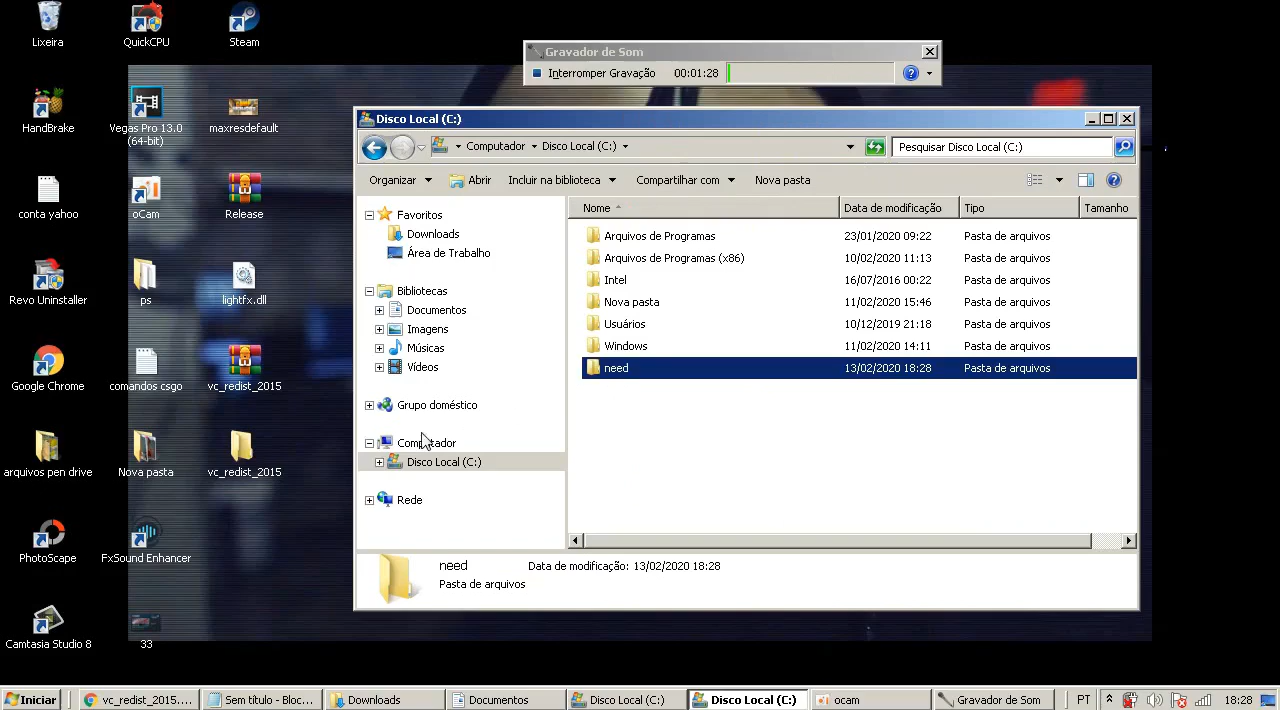 Lixeira
QuickCPU
Steam
HandBrake
Vegas Pro 13.0
(64-bit)
maxresdefault
conta yahoo
oCam
Release
Revo Uninstaller
ps
lightfx.dl
Google Chrome
comandos csgo
vc_redist_2015
arquivos pen drive
Nova pasta
vc_redist_2015
PhotoScape
FxSound Enhancer
Camtasia Studio 8
33
Gravador de Som
Interromper Gravação 00:01:28
Disco Local (C:)
Computador Disco Local (C:)
Pesquisar Disco Local (C:)
Organizar Abrir Incluir na biblioteca Compartilhar com Nova pasta
Favoritos
Downloads
Área de Trabalho
Bibliotecas
Documentos
Imagens
Músicas
Vídeos
Grupo doméstico
Computador
Disco Local (C:)
Rede
Nome Data de modificação Tipo Tamanho
Arquivos de Programas 23/01/2020 09:22 Pasta de arquivos
Arquivos de Programas (x86) 10/02/2020 11:13 Pasta de arquivos
Intel 16/07/2016 00:22 Pasta de arquivos
Nova pasta 11/02/2020 15:46 Pasta de arquivos
Usuários 10/12/2019 21:18 Pasta de arquivos
Windows 11/02/2020 14:11 Pasta de arquivos
need 13/02/2020 18:28 Pasta de arquivos
need Data de modificação: 13/02/2020 18:28
Pasta de arquivos
Iniciar vc_redist_2015.... Sem título - Bloc... Downloads Documentos Disco Local (C:) Disco Local (C:) ocam Gravador de Som PT 18:28